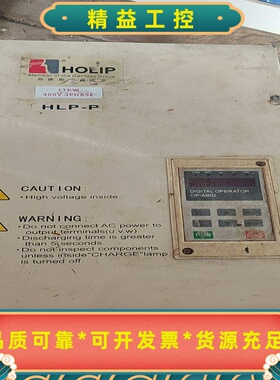 精益工控
HOLIP
Member of the Danfoss Group
17KW
400V 3PHASE
HLP-P
DIGITAL OPERATOR
OP-AB02
CAUTION:
• High voltage inside.
WARNING:
• Do not connect AC power to
output terminals(u.v.w)
• Discharging time is greater
than 5seconds.
• Do not inspect components
unless inside"CHARGE"lamp
is turned off.
品质可靠*可开发票*货源充足